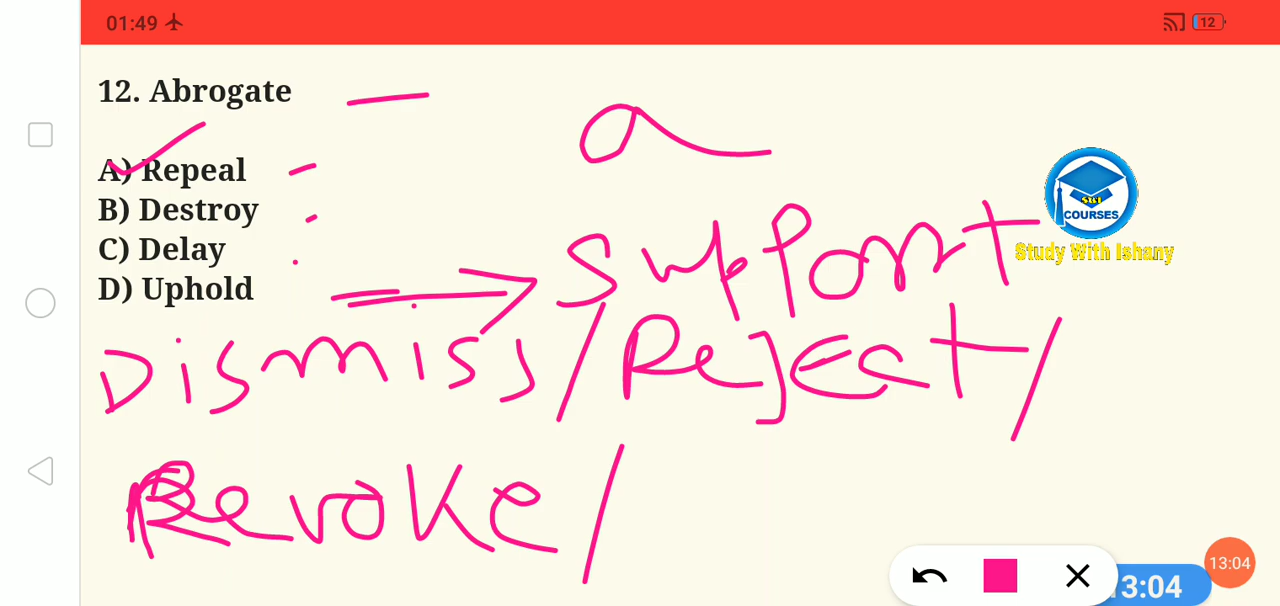 01:49
12
12. Abrogate
a
A) Repeal
B) Destroy
C) Delay
D) Uphold
Support
COURSES
Study With Ishany
Dismiss/Reject/
Revoke/
13:04
3:04